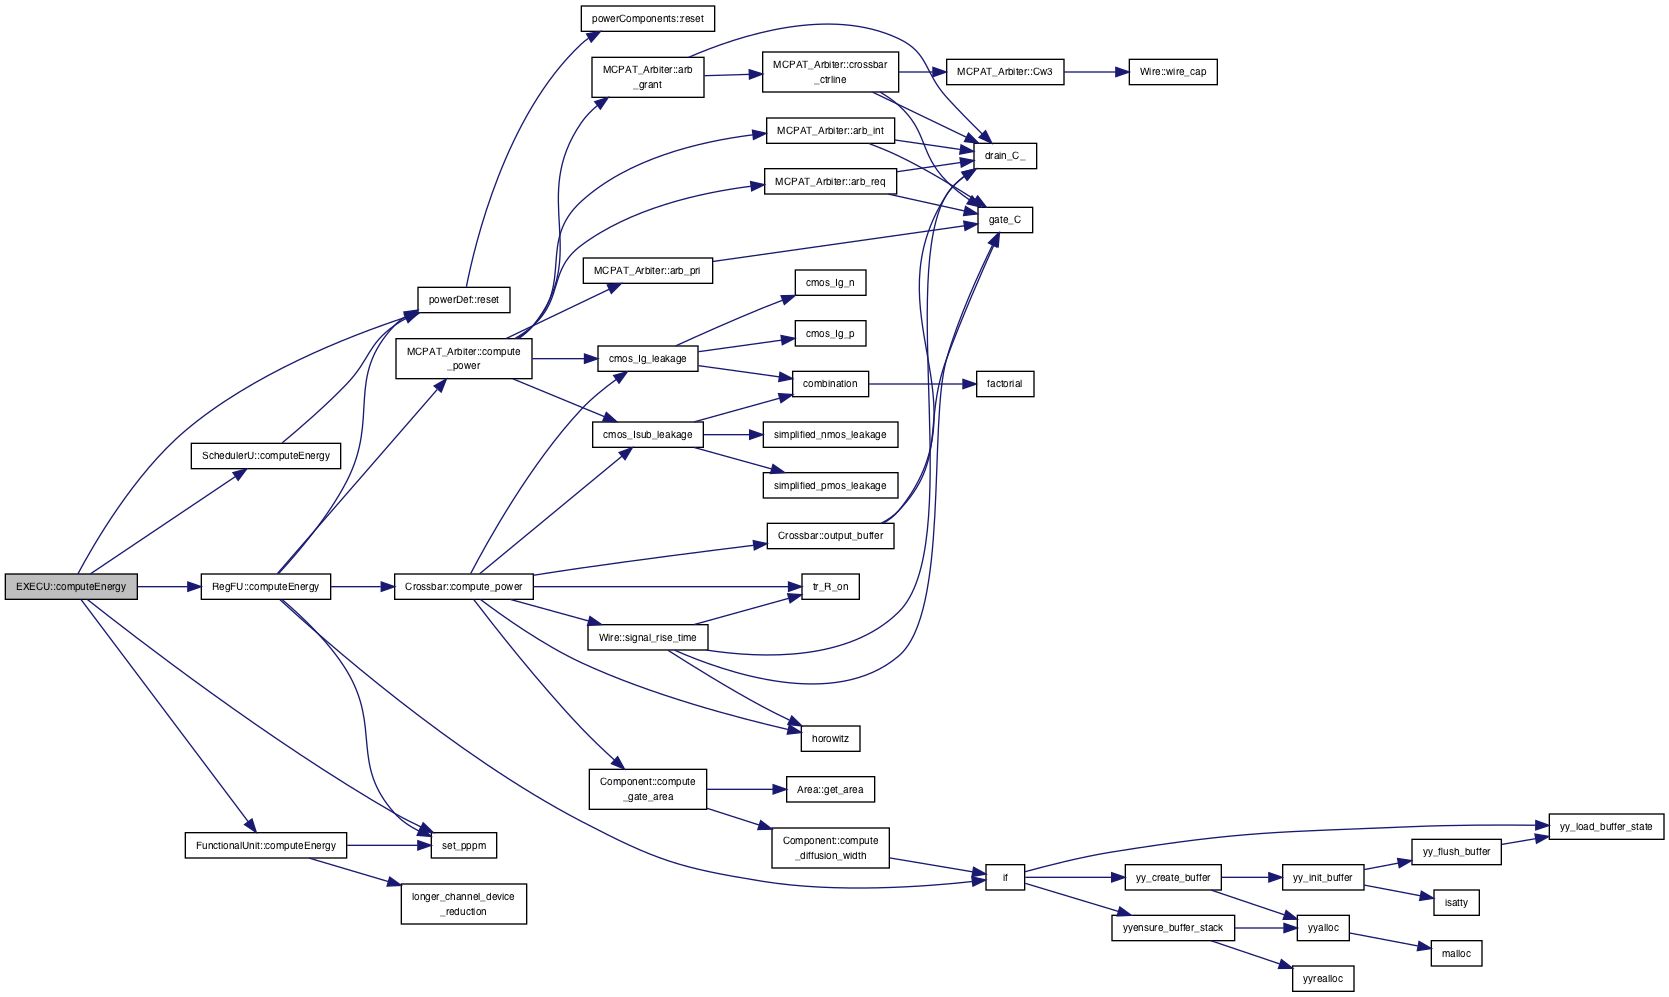 powerComponents::reset
MCPAT_Arbiter::arb
_grant
MCPAT_Arbiter::crossbar
_ctrline
MCPAT_Arbiter::Cw3
Wire::wire_cap
MCPAT_Arbiter::arb_int
drain_C_
MCPAT_Arbiter::arb_req
gate_C
MCPAT_Arbiter::arb_pri
cmos_Ig_n
powerDef::reset
cmos_Ig_p
MCPAT_Arbiter::compute
_power
cmos_Ig_leakage
combination
factorial
cmos_Isub_leakage
simplified_nmos_leakage
SchedulerU::computeEnergy
simplified_pmos_leakage
Crossbar::output_buffer
EXECU::computeEnergy
RegFU::computeEnergy
Crossbar::compute_power
tr_R_on
Wire::signal_rise_time
horowitz
Component::compute
_gate_area
Area::get_area
Component::compute
_diffusion_width
FunctionalUnit::computeEnergy
set_pppm
longer_channel_device
_reduction
if
yy_load_buffer_state
yy_flush_buffer
yy_create_buffer
yy_init_buffer
isatty
yyensure_buffer_stack
yyalloc
malloc
yyrealloc